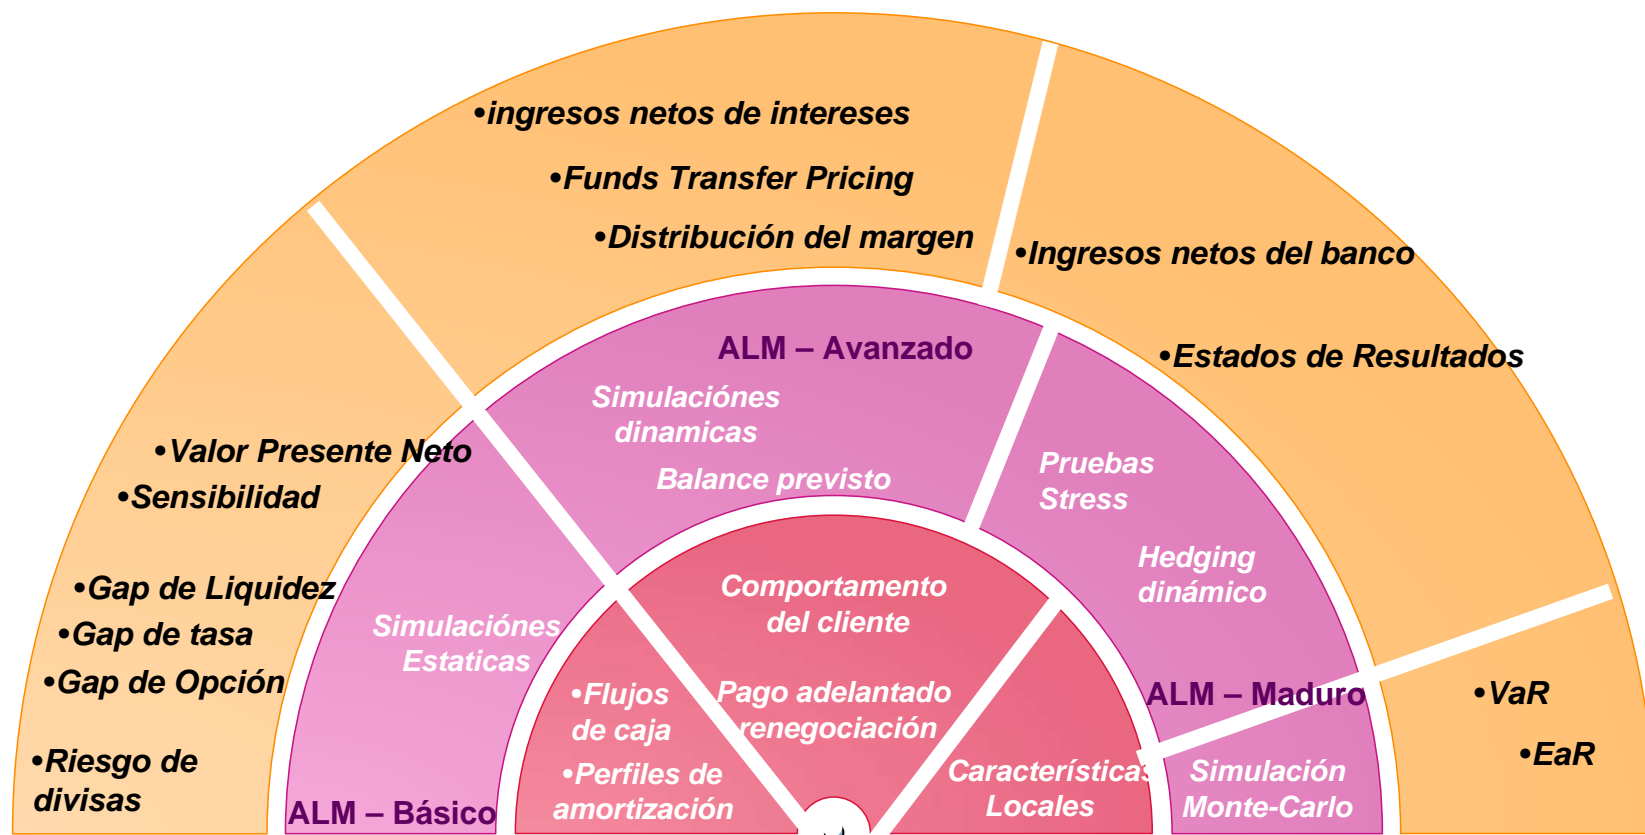 •ingresos netos de intereses
•Funds Transfer Pricing
•Distribución del margen
•Ingresos netos del banco
•Estados de Resultados
•Valor Presente Neto
•Sensibilidad
•Gap de Liquidez
•Gap de tasa
•Gap de Opción
•Riesgo de
divisas
•VaR
•EaR
ALM – Avanzado
Simulaciónes
dinamicas
Balance previsto
Pruebas
Stress
Hedging
dinámico
ALM – Maduro
Simulación
Monte-Carlo
Simulaciónes
Estaticas
ALM – Básico
Comportamento
del cliente
Pago adelantado
renegociación
•Flujos
de caja
•Perfiles de
amortización
Característícas
Locales